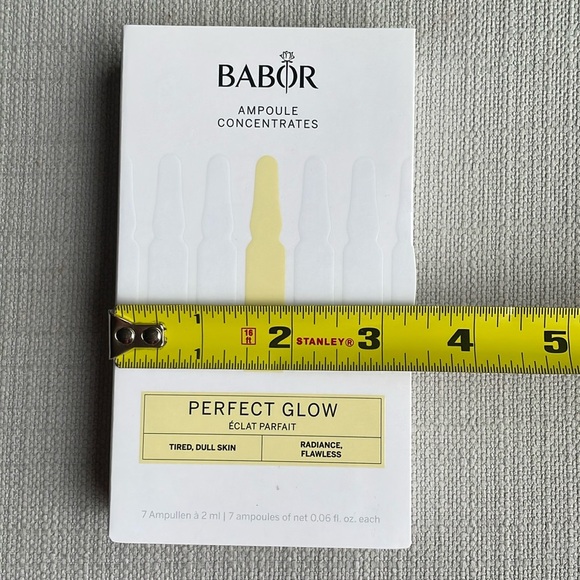 BABOR
AMPOULE
CONCENTRATES
1 16 ft 2 STANLEY® 3 4 5
1
PERFECT GLOW
ÉCLAT PARFAIT
TIRED, DULL SKIN
RADIANCE,
FLAWLESS
7 Ampullen à 2 ml | 7 ampoules of net 0.06 fl. oz. each